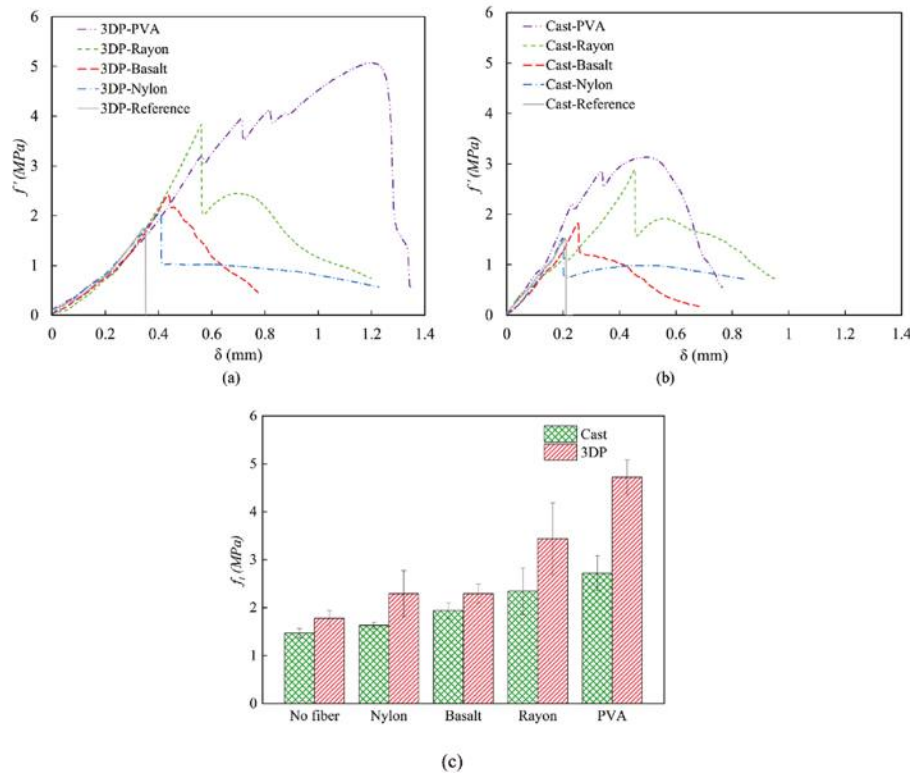 6
5
4
3
2
1
0
f' (MPa)
3DP-PVA
3DP-Rayon
3DP-Basalt
3DP-Nylon
3DP-Reference
0 0.2 0.4 0.6 0.8 1 1.2 1.4
δ (mm)
(a)
6
5
4
3
2
1
0
f' (MPa)
Cast-PVA
Cast-Rayon
Cast-Basalt
Cast-Nylon
Cast-Reference
0 0.2 0.4 0.6 0.8 1 1.2 1.4
δ (mm)
(b)
6
5
4
3
2
1
0
(MPa)
Cast
3DP
No fiber Nylon Basalt Rayon PVA
(c)